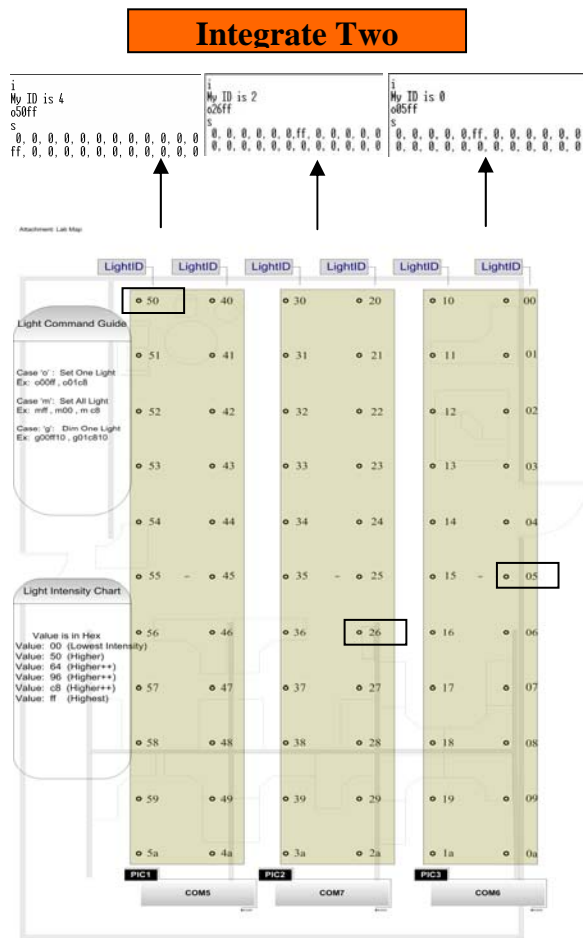 Integrate Two
i
My ID is 4
o50ff
s
0, 0, 0, 0, 0, 0, 0, 0, 0, 0, 0, 0
ff, 0, 0, 0, 0, 0, 0, 0, 0, 0, 0, 0
i
My ID is 2
o26ff
s
0, 0, 0, 0, 0, 0,ff, 0, 0, 0, 0, 0
0, 0, 0, 0, 0, 0, 0, 0, 0, 0, 0, 0
i
My ID is 0
o05ff
s
0, 0, 0, 0, 0,ff, 0, 0, 0, 0, 0, 0
0, 0, 0, 0, 0, 0, 0, 0, 0, 0, 0, 0
Attachment: Lab Map
LightID LightID LightID LightID LightID LightID
50 40 30 20 10 00
51 41 31 21 11 01
52 42 32 22 12 02
53 43 33 23 13 03
54 44 34 24 14 04
55 - 45 35 - 25 15 - 05
56 46 36 26 16 06
57 47 37 27 17 07
58 48 38 28 18 08
59 49 39 29 19 09
5a 4a 3a 2a 1a 0a
Light Command Guide
Case 'o' : Set One Light
Ex: o00ff , o01c8
Case 'm': Set All Light
Ex: mff , m00 , m c8
Case: 'g': Dim One Light
Ex: g00ff10 , g01c810
Light Intensity Chart
Value is in Hex
Value: 00 (Lowest Intensity)
Value: 50 (Higher)
Value: 64 (Higher++)
Value: 96 (Higher++)
Value: c8 (Higher++)
Value: ff (Highest)
PIC1 PIC2 PIC3
COM5 COM7 COM6